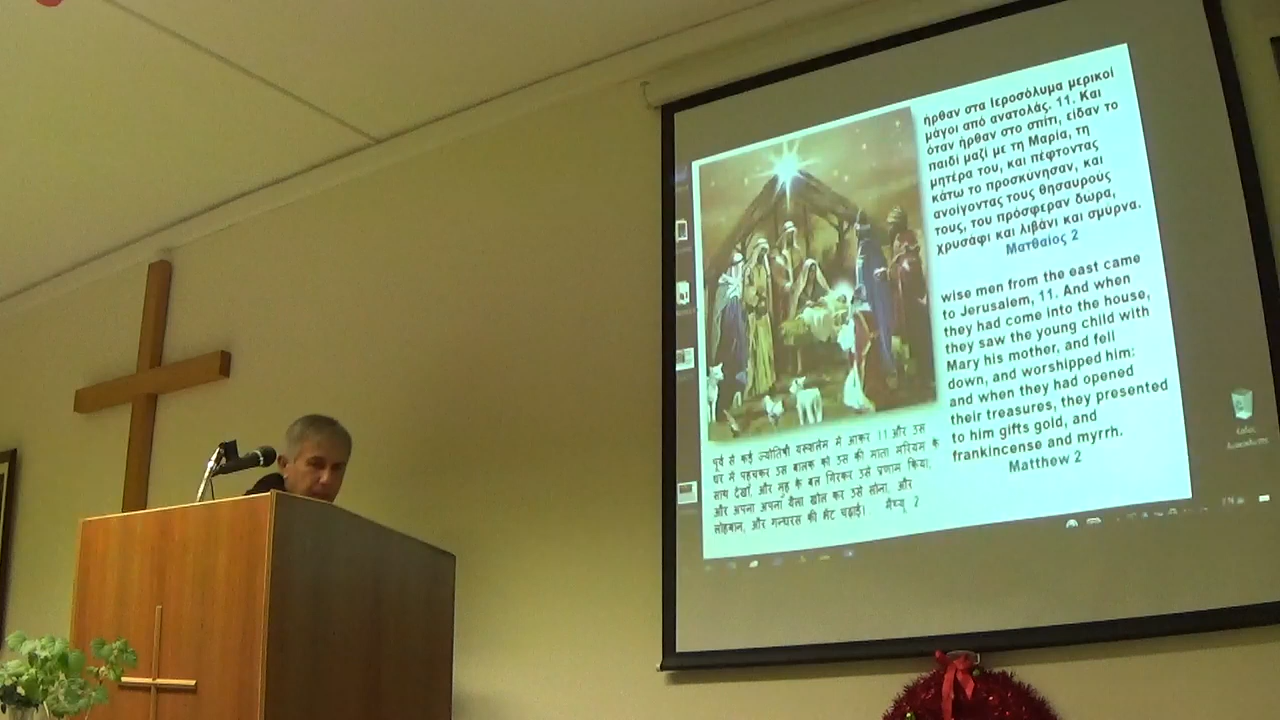 ήρθαν στα Ιεροσόλυμα μερικοί
μάγοι από ανατολάς. 11. Και
όταν ήρθαν στο σπίτι, είδαν το
παιδί μαζί με τη Μαρία, τη
μητέρα του, και πέφτοντας
κάτω το προσκύνησαν, και
ανοίγοντας τους θησαυρούς
τους, του πρόσφεραν δώρα,
χρυσάφι και λιβάνι και σμύρνα.
Ματθαίος 2
wise men from the east came
to Jerusalem, 11. And when
they had come into the house,
they saw the young child with
Mary his mother, and fell
down, and worshipped him:
and when they had opened
their treasures, they presented
to him gifts gold, and
frankincense and myrrh.
Matthew 2
पूर्व से कई ज्योतिषी यरूशलेम में आकर 11 और उस
घर में पहुंचकर उस बालक को उस की माता मरियम के
साथ देखा, और मुंह के बल गिरकर उसे प्रणाम किया,
और अपना अपना थैला खोल कर उसे सोना, और
लोहबान, और गन्धरस की भेंट चढ़ाई। मैथ्यू 2